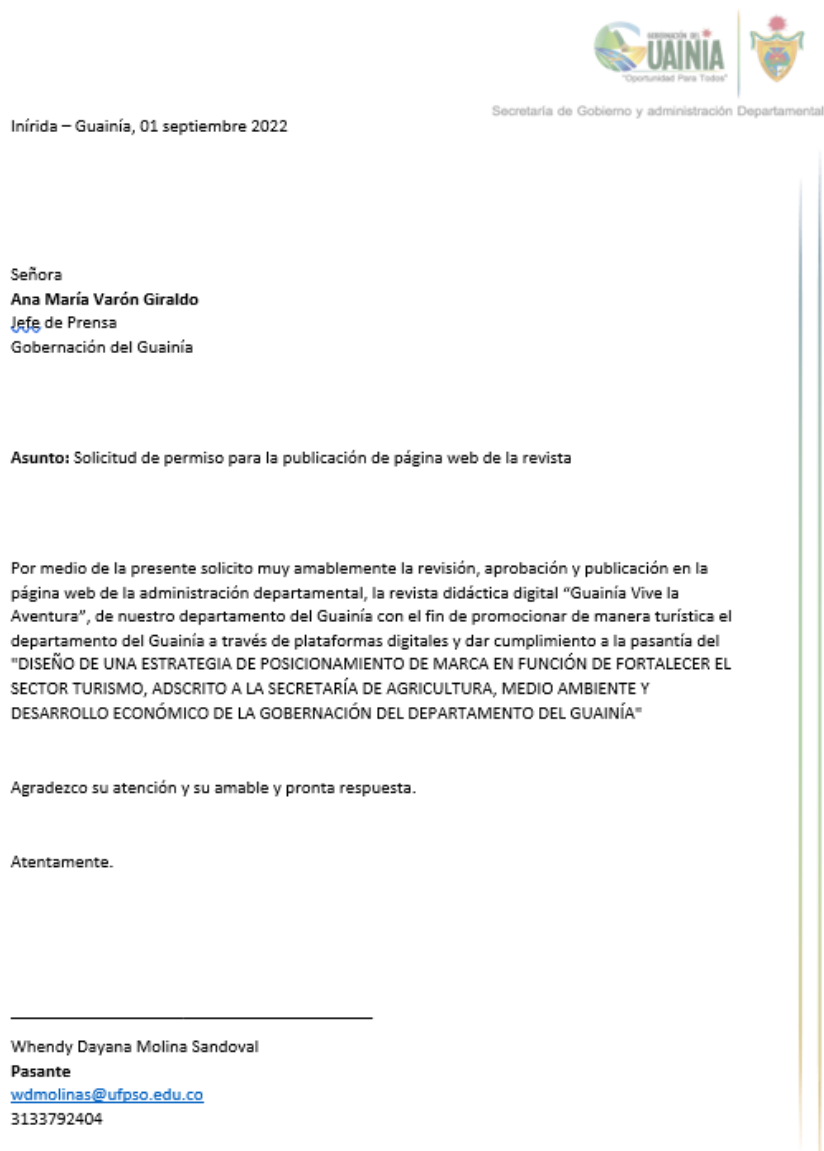 GOBERNACIÓN DEL
GUAINÍA
"Oportunidad Para Todos"
Secretaría de Gobierno y administración Departamental
Inírida – Guainía, 01 septiembre 2022
Señora
Ana María Varón Giraldo
Jefe de Prensa
Gobernación del Guainía
Asunto: Solicitud de permiso para la publicación de página web de la revista
Por medio de la presente solicito muy amablemente la revisión, aprobación y publicación en la
página web de la administración departamental, la revista didáctica digital “Guainía Vive la
Aventura”, de nuestro departamento del Guainía con el fin de promocionar de manera turística el
departamento del Guainía a través de plataformas digitales y dar cumplimiento a la pasantía del
"DISEÑO DE UNA ESTRATEGIA DE POSICIONAMIENTO DE MARCA EN FUNCIÓN DE FORTALECER EL
SECTOR TURISMO, ADSCRITO A LA SECRETARÍA DE AGRICULTURA, MEDIO AMBIENTE Y
DESARROLLO ECONÓMICO DE LA GOBERNACIÓN DEL DEPARTAMENTO DEL GUAINÍA"
Agradezco su atención y su amable y pronta respuesta.
Atentamente.
Whendy Dayana Molina Sandoval
Pasante
wdmolinas@ufpso.edu.co
3133792404